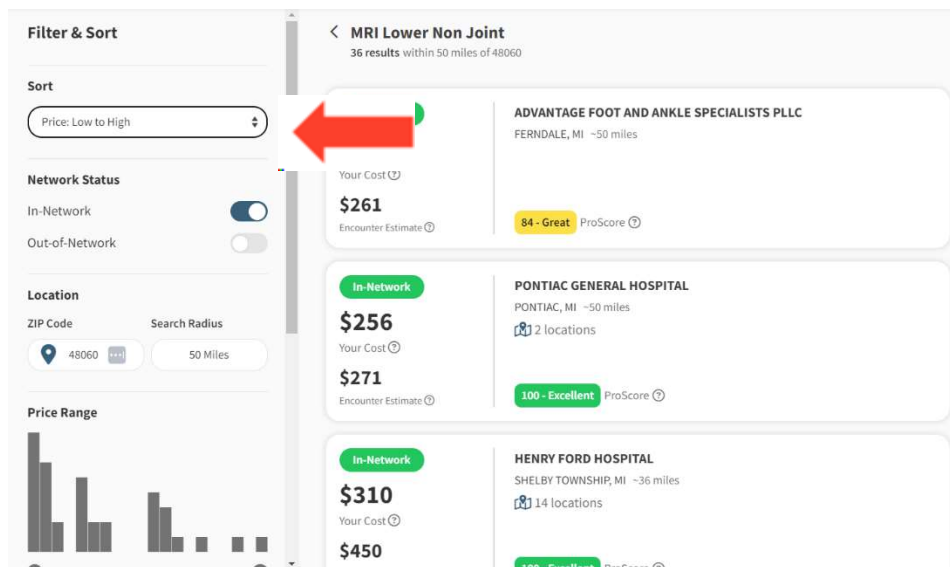 Filter & Sort
Sort
Price: Low to High
Network Status
In-Network
Out-of-Network
Location
ZIP Code Search Radius
48060 50 Miles
Price Range
MRI Lower Non Joint
36 results within 50 miles of 48060
ADVANTAGE FOOT AND ANKLE SPECIALISTS PLLC
FERNDALE, MI ~50 miles
Your Cost
$261
Encounter Estimate
84 - Great ProScore
In-Network
PONTIAC GENERAL HOSPITAL
PONTIAC, MI ~50 miles
$256
2 locations
Your Cost
$271
Encounter Estimate
100 - Excellent ProScore
In-Network
HENRY FORD HOSPITAL
SHELBY TOWNSHIP, MI ~36 miles
$310
14 locations
Your Cost
$450